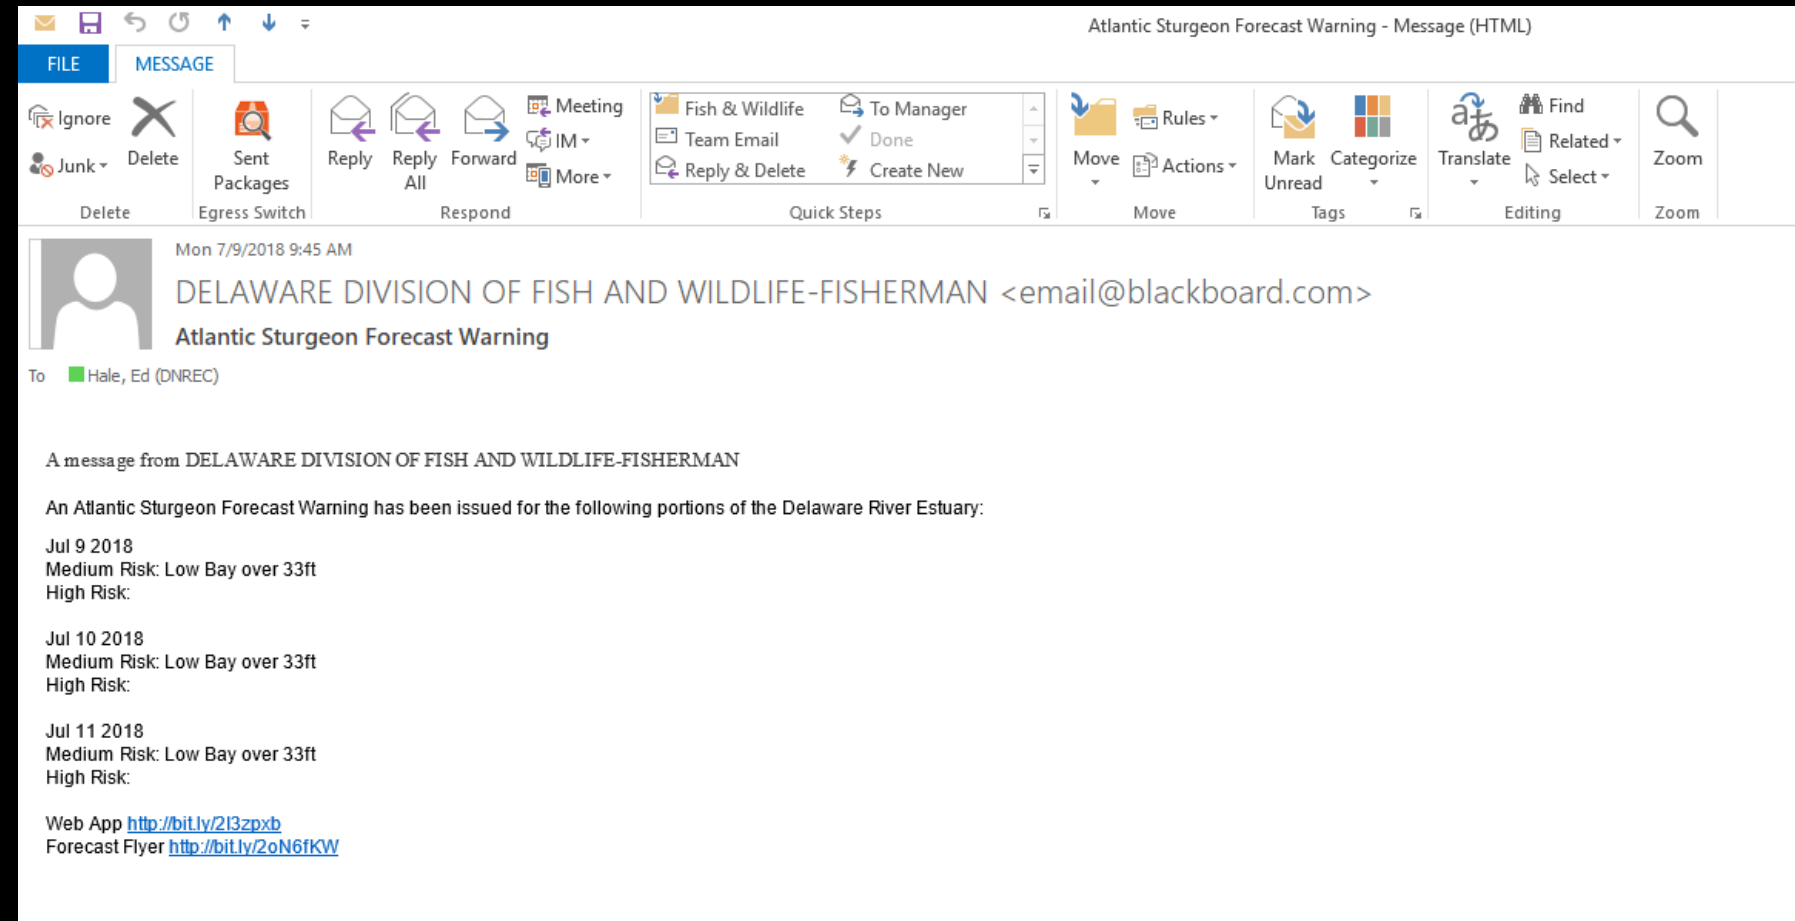 Atlantic Sturgeon Forecast Warning - Message (HTML)
FILE MESSAGE
Ignore
Junk
Delete
Delete
Sent Packages
Egress Switch
Reply
Reply All
Forward
Meeting
IM
More
Respond
Fish & Wildlife
Team Email
Reply & Delete
To Manager
Done
Create New
Quick Steps
Move
Rules
Actions
Move
Mark Unread
Categorize
Tags
Translate
Find
Related
Select
Editing
Zoom
Zoom
Mon 7/9/2018 9:45 AM
DELAWARE DIVISION OF FISH AND WILDLIFE-FISHERMAN <email@blackboard.com>
Atlantic Sturgeon Forecast Warning
To Hale, Ed (DNREC)
A message from DELAWARE DIVISION OF FISH AND WILDLIFE-FISHERMAN
An Atlantic Sturgeon Forecast Warning has been issued for the following portions of the Delaware River Estuary:
Jul 9 2018
Medium Risk: Low Bay over 33ft
High Risk:
Jul 10 2018
Medium Risk: Low Bay over 33ft
High Risk:
Jul 11 2018
Medium Risk: Low Bay over 33ft
High Risk:
Web App http://bit.ly/2I3zpxb
Forecast Flyer http://bit.ly/2oN6fKW